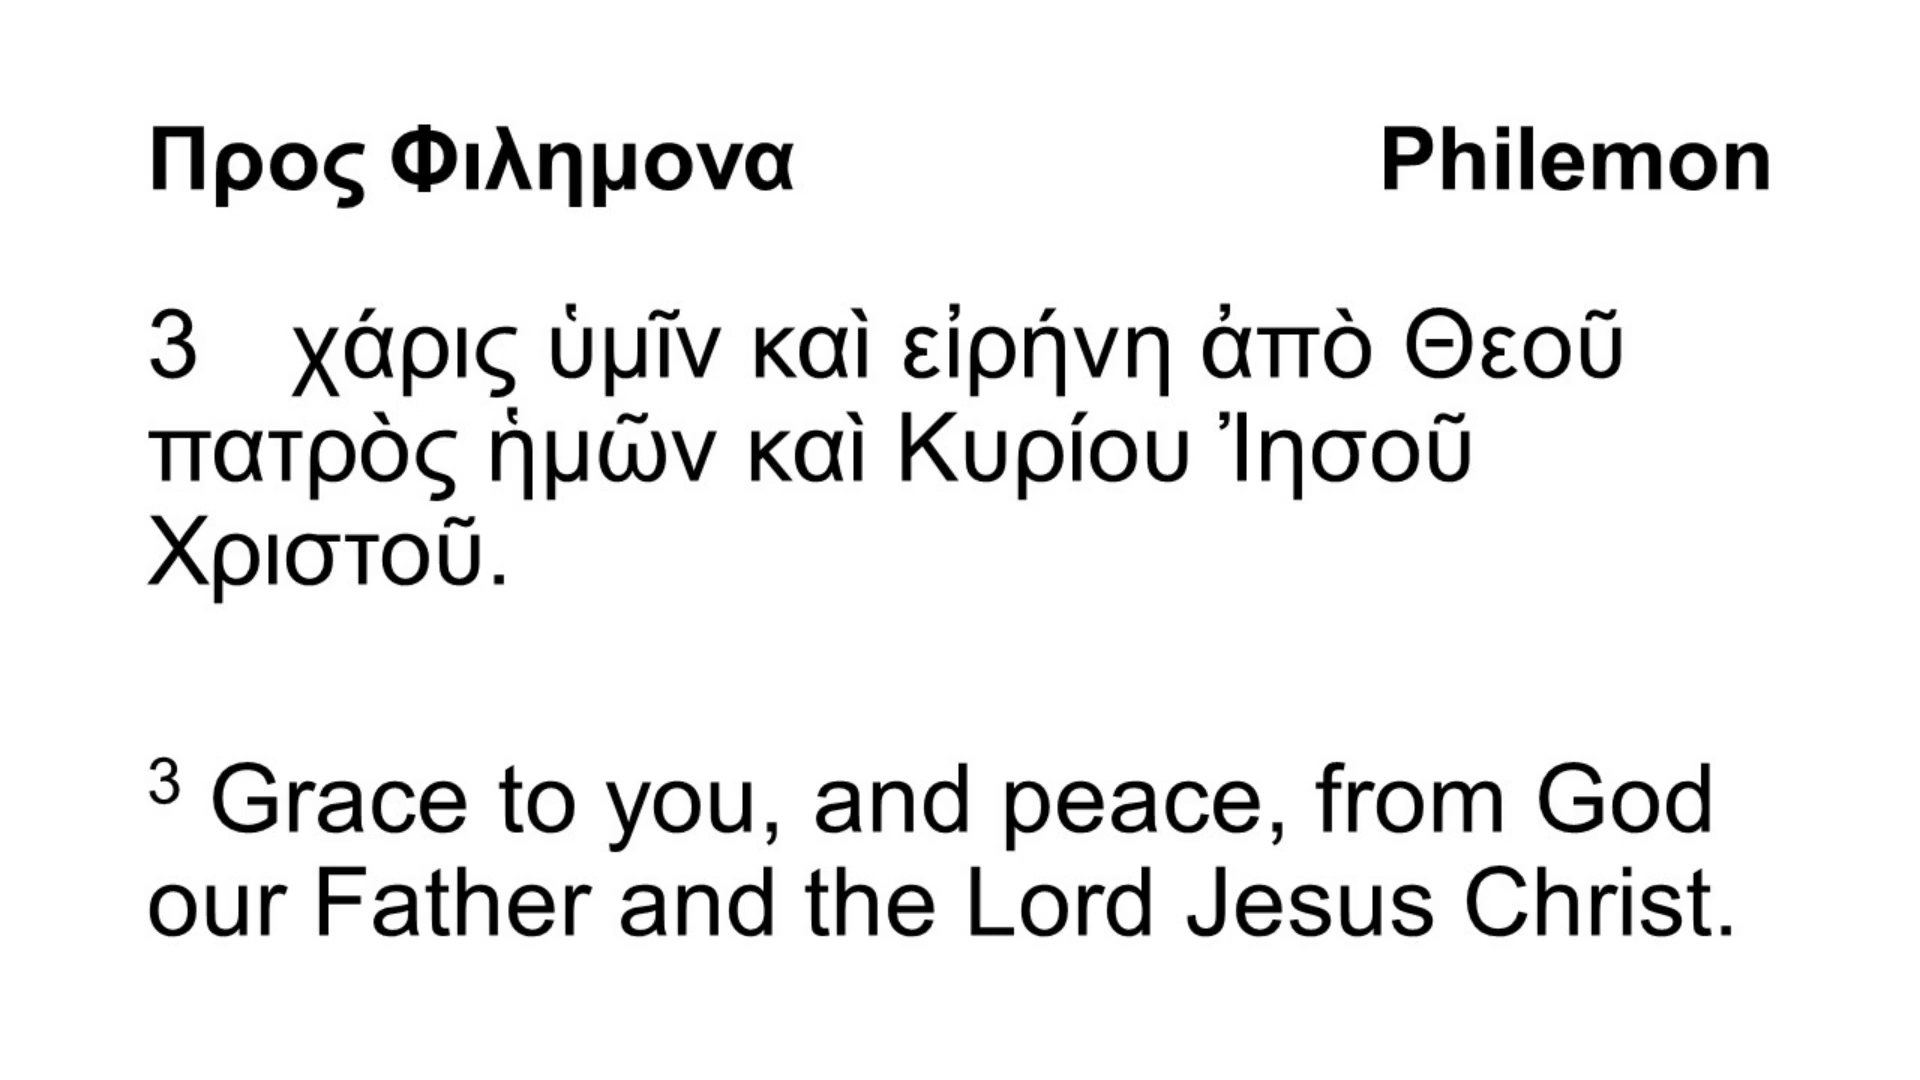 Προς Φιλημονα Philemon
3 χάρις ὑμῖν καὶ εἰρήνη ἀπὸ Θεοῦ
πατρὸς ἡμῶν καὶ Κυρίου Ἰησοῦ
Χριστοῦ.
3 Grace to you, and peace, from God
our Father and the Lord Jesus Christ.